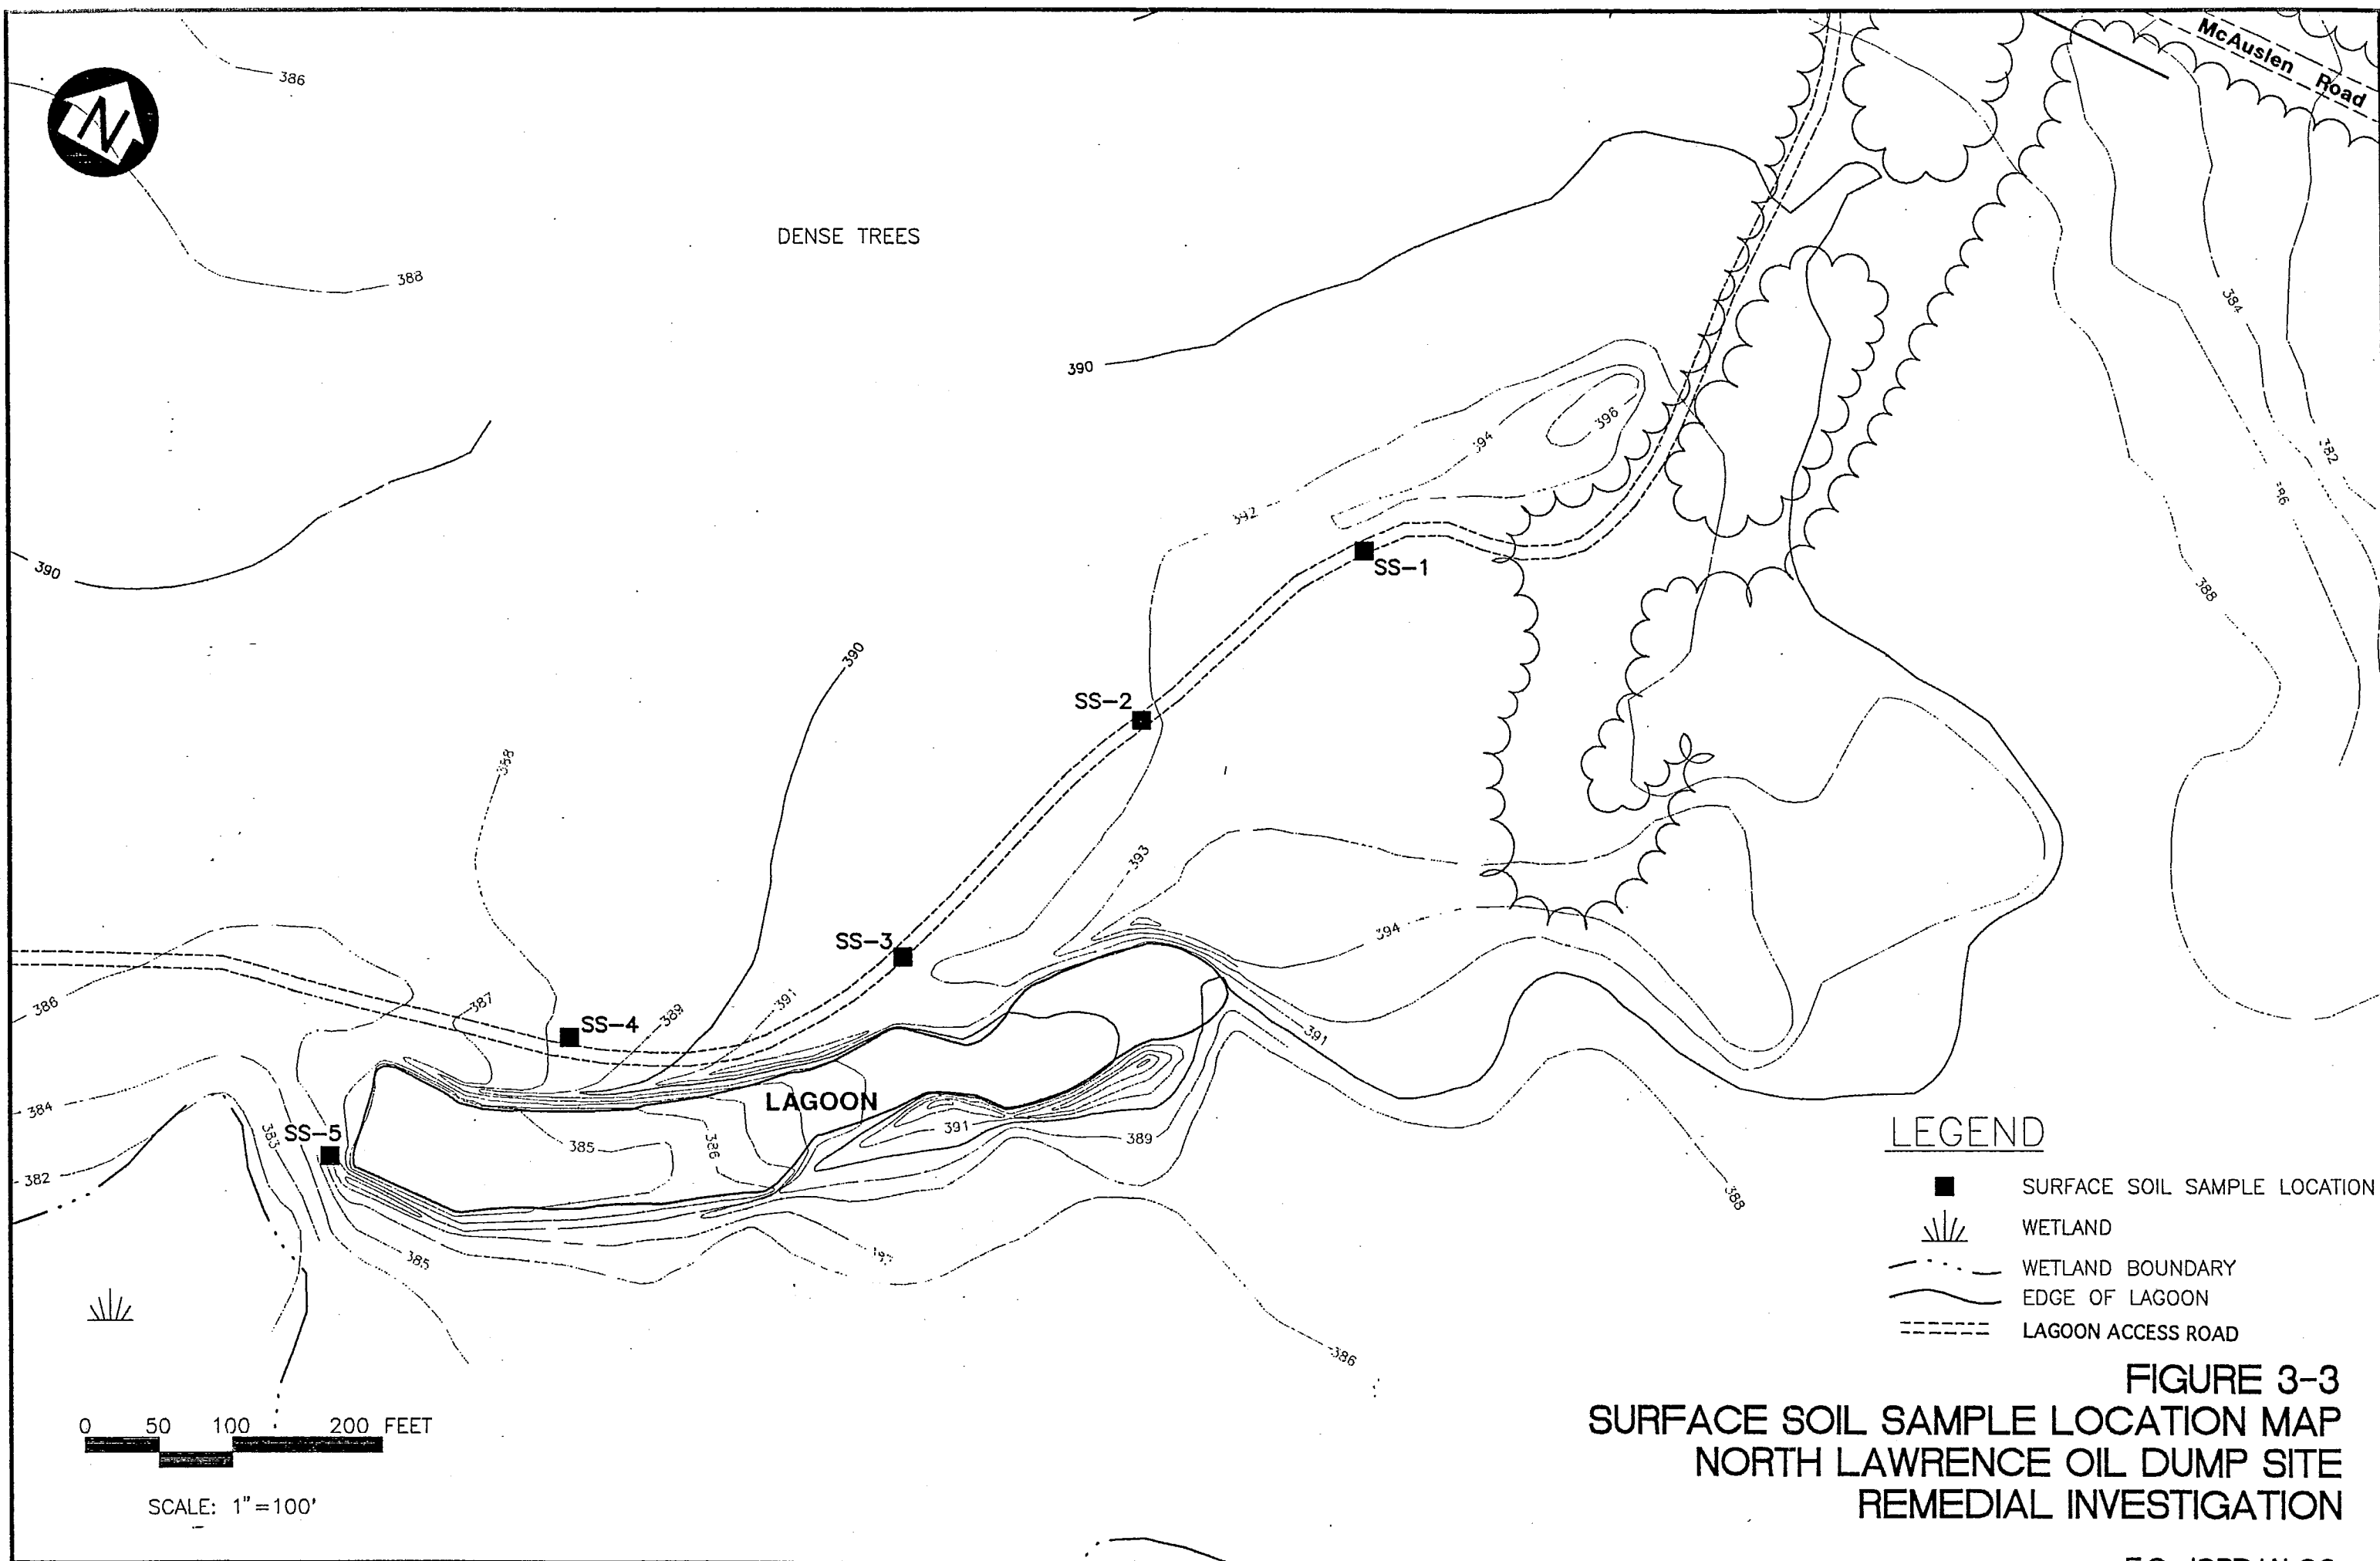 McAuslen Road
386
N
DENSE TREES
388
384
390
396
394
382
392
386
390
SS-1
388
390
SS-2
388
393
394
SS-3
386
387
391
389
SS-4
391
LAGOON
384
383
SS-5
385
386
391
389
382
388
385
387
386
LEGEND
SURFACE SOIL SAMPLE LOCATION
WETLAND
WETLAND BOUNDARY
EDGE OF LAGOON
LAGOON ACCESS ROAD
0 50 100 200 FEET
SCALE: 1"=100'
FIGURE 3-3
SURFACE SOIL SAMPLE LOCATION MAP
NORTH LAWRENCE OIL DUMP SITE
REMEDIAL INVESTIGATION